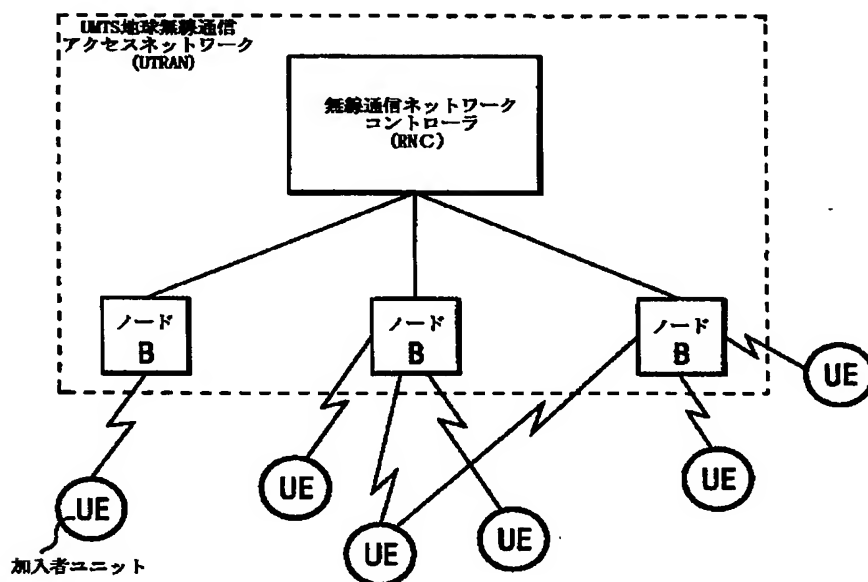 UMTS地球無線通信
アクセスネットワーク
(UTRAN)
無線通信ネットワーク
コントローラ
(RNC)
ノード
B
ノード
B
ノード
B
UE
UE
UE
UE
UE
UE
加入者ユニット